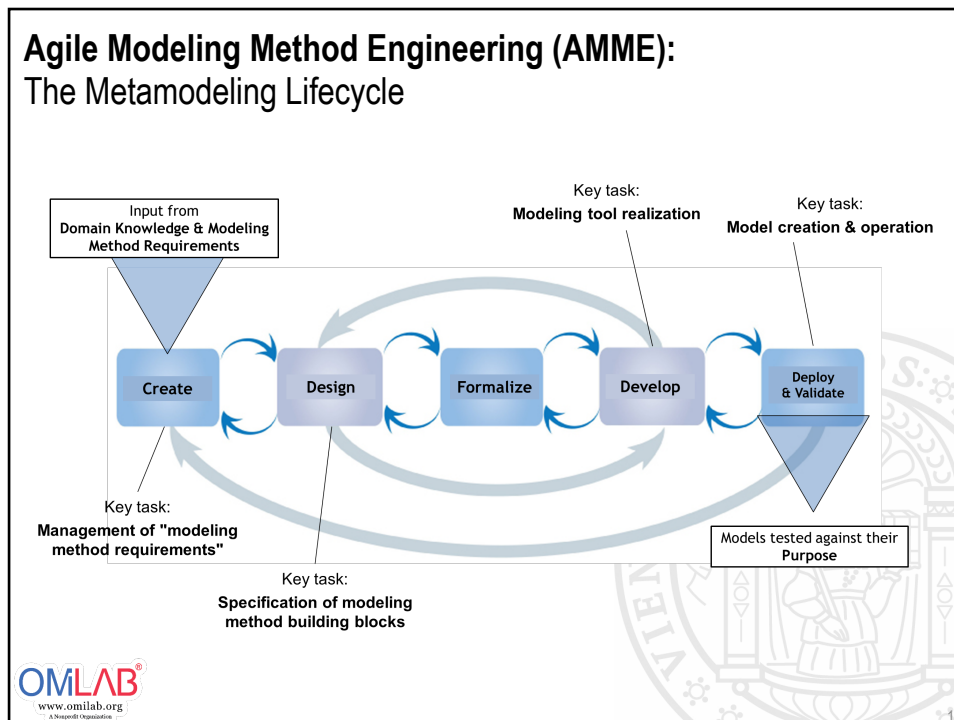 Agile Modeling Method Engineering (AMME):
The Metamodeling Lifecycle
Input from
Domain Knowledge & Modeling
Method Requirements
Key task:
Modeling tool realization
Key task:
Model creation & operation
Create
Design
Formalize
Develop
Deploy
& Validate
Key task:
Management of "modeling
method requirements"
Key task:
Specification of modeling
method building blocks
Models tested against their
Purpose
OMiLAB®
www.omilab.org
A Nonprofit Organization
VIEN
S:
1